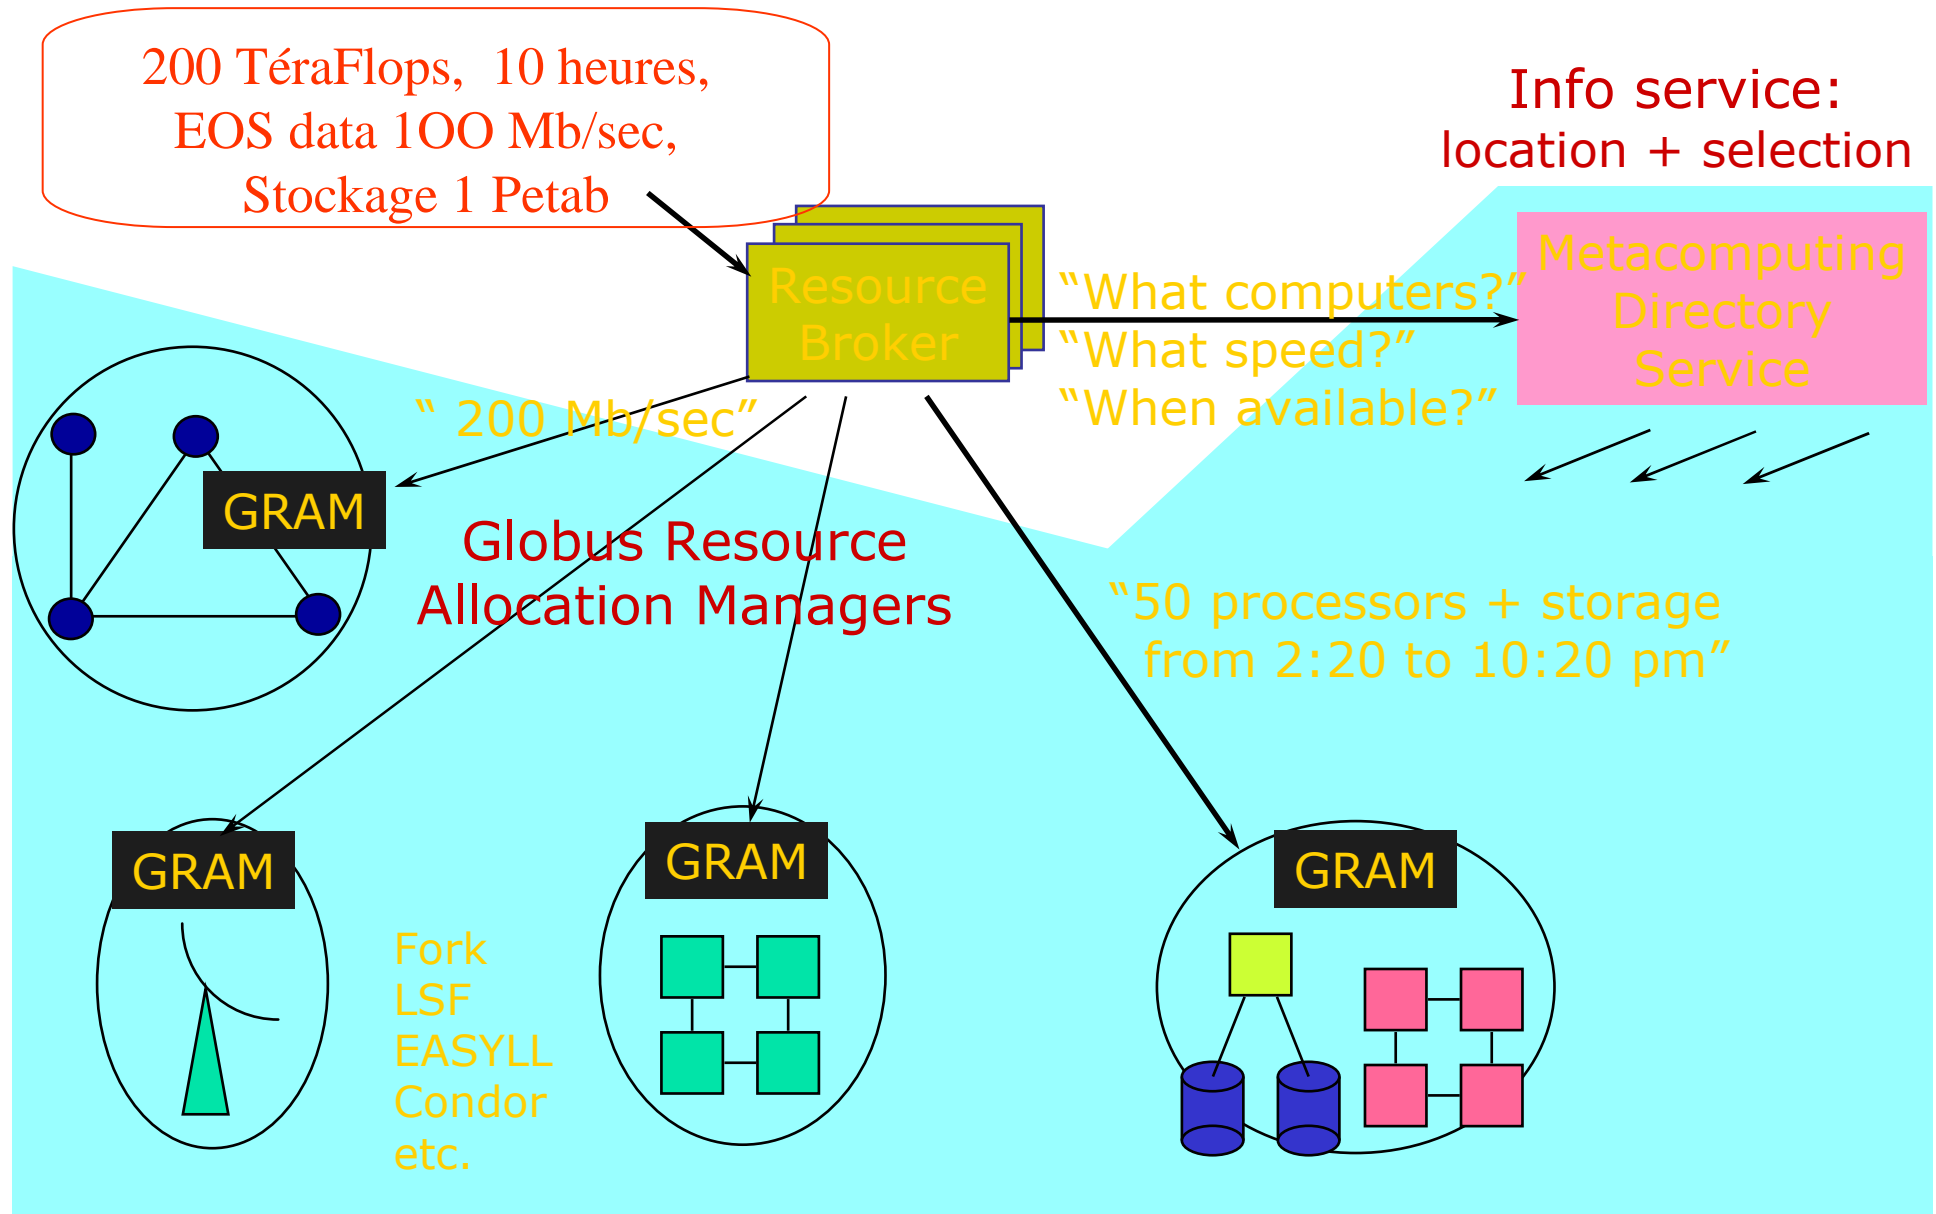 200 TéraFlops, 10 heures,
EOS data 1OO Mb/sec,
Stockage 1 Petab
Info service:
location + selection
Resource
Broker
“What computers?”
“What speed?”
“When available?”
Metacomputing
Directory
Service
“ 200 Mb/sec”
GRAM
Globus Resource
Allocation Managers
“50 processors + storage
from 2:20 to 10:20 pm”
GRAM
GRAM
GRAM
Fork
LSF
EASYLL
Condor
etc.